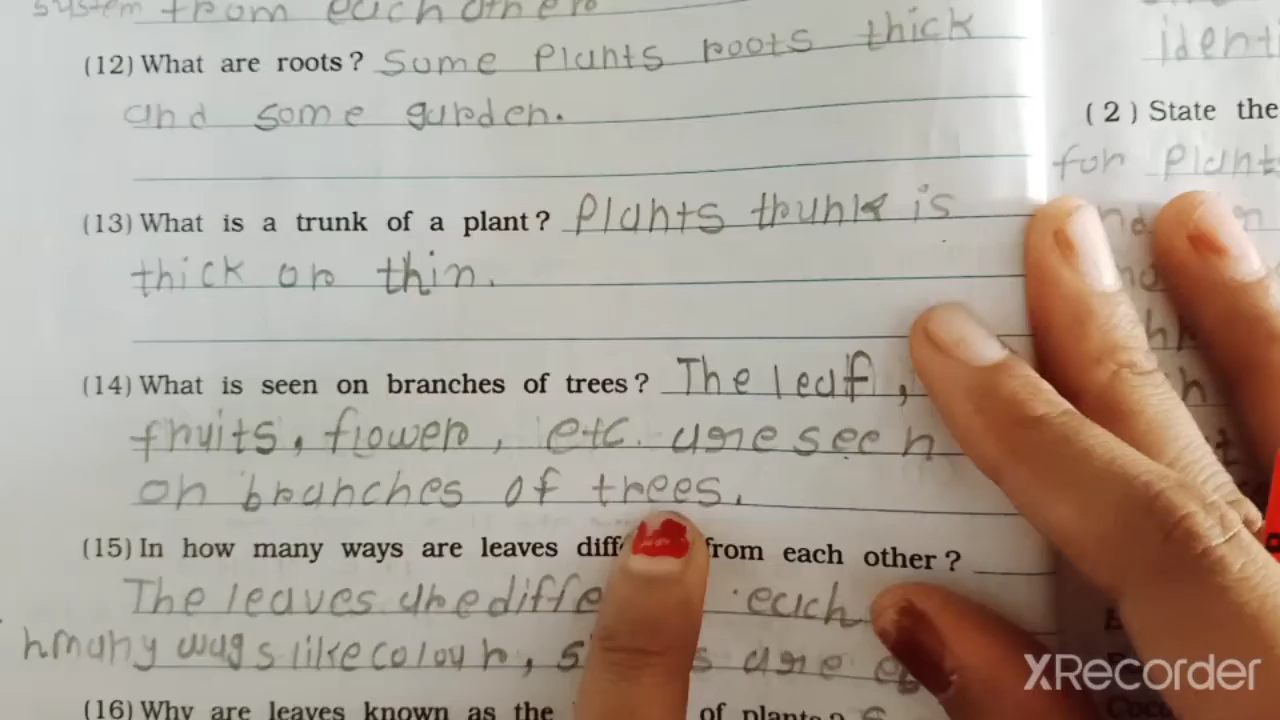 system from each other
(12) What are roots? Some Plants roots thick
and some garden.
(13) What is a trunk of a plant? Plants trunk is
thick or thin.
(14) What is seen on branches of trees? The leaf,
fruits, flower, etc. are seen
on branches of trees.
(15) In how many ways are leaves from each other?
The leaves are each
many ways like colour, are
(16) Why are leaves known as the of plants?
identi
(2) State the
for Plant
XRecorder